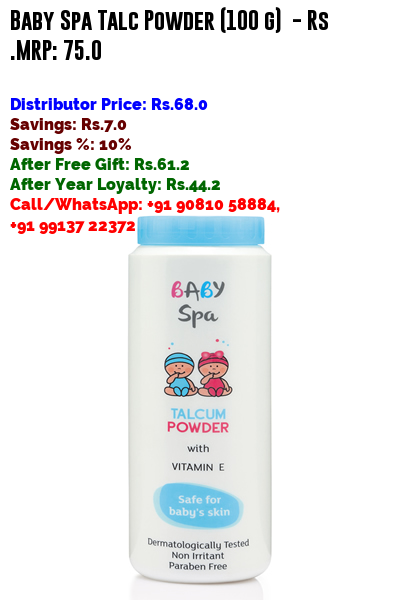 Baby Spa Talc Powder (100 g) - Rs
.MRP: 75.0
Distributor Price: Rs.68.0
Savings: Rs.7.0
Savings %: 10%
After Free Gift: Rs.61.2
After Year Loyalty: Rs.44.2
Call/WhatsApp: +91 90810 58884,
+91 99137 22372
BABY
Spa
TALCUM
POWDER
with
VITAMIN E
Safe for
baby's skin
Dermatologically Tested
Non Irritant
Paraben Free